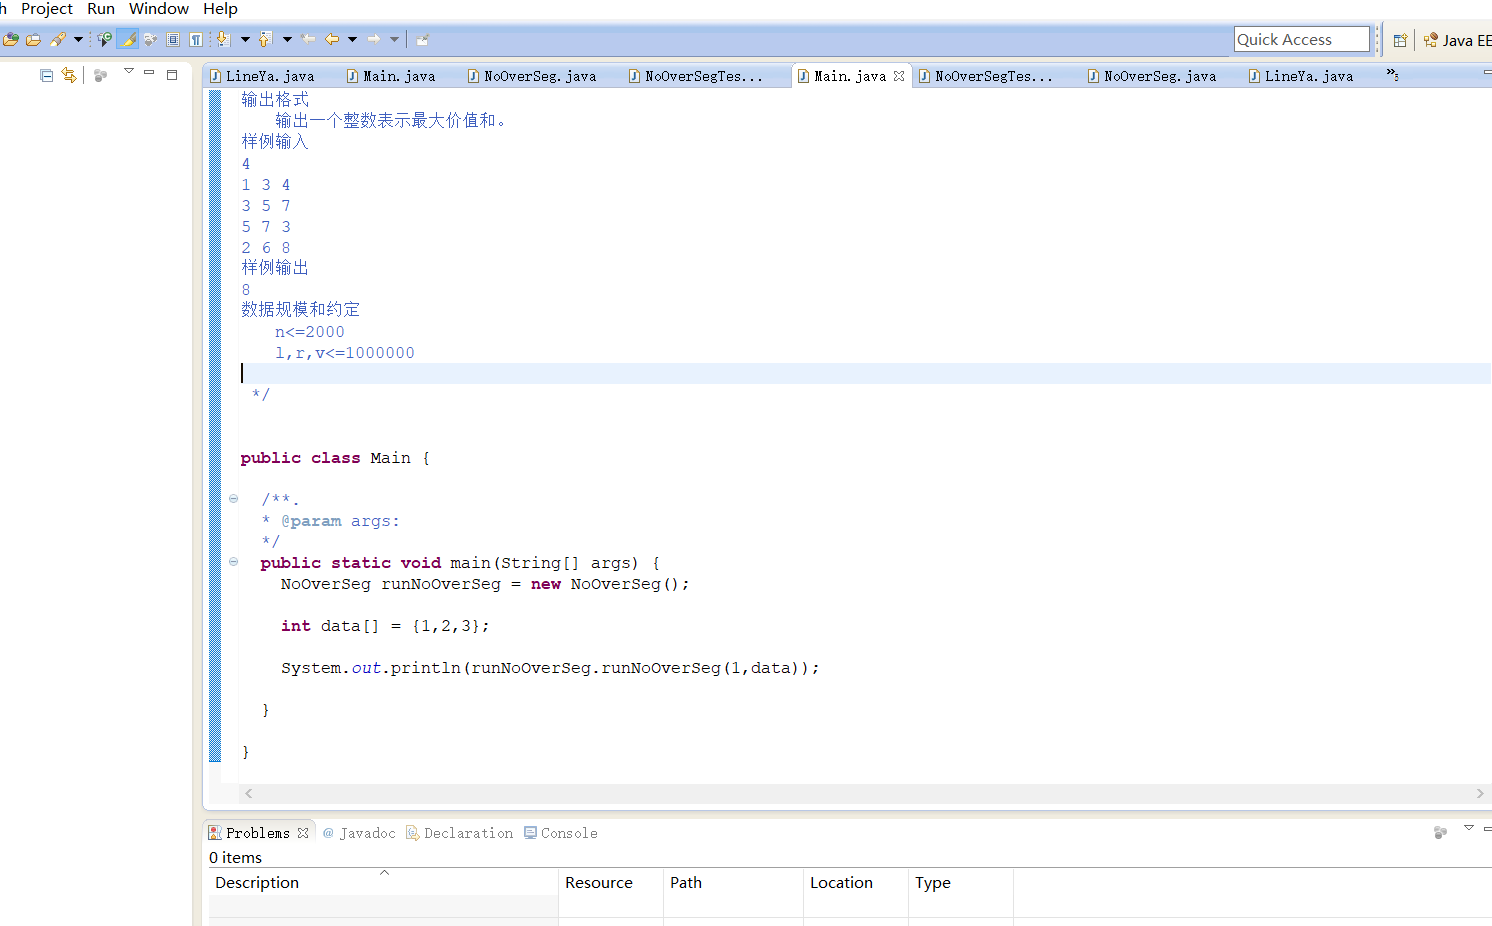 h Project Run Window Help
Quick Access
Java EE
LineYa.java Main.java NoOverSeg.java NoOverSegTes... Main.java NoOverSegTes... NoOverSeg.java LineYa.java »5
输出格式
输出一个整数表示最大价值和。
样例输入
4
1 3 4
3 5 7
5 7 3
2 6 8
样例输出
8
数据规模和约定
n<=2000
l,r,v<=1000000
*/
public class Main {
/**.
* @param args:
*/
public static void main(String[] args) {
NoOverSeg runNoOverSeg = new NoOverSeg();
int data[] = {1,2,3};
System.out.println(runNoOverSeg.runNoOverSeg(1,data));
}
}
Problems @ Javadoc Declaration Console
0 items
Description Resource Path Location Type